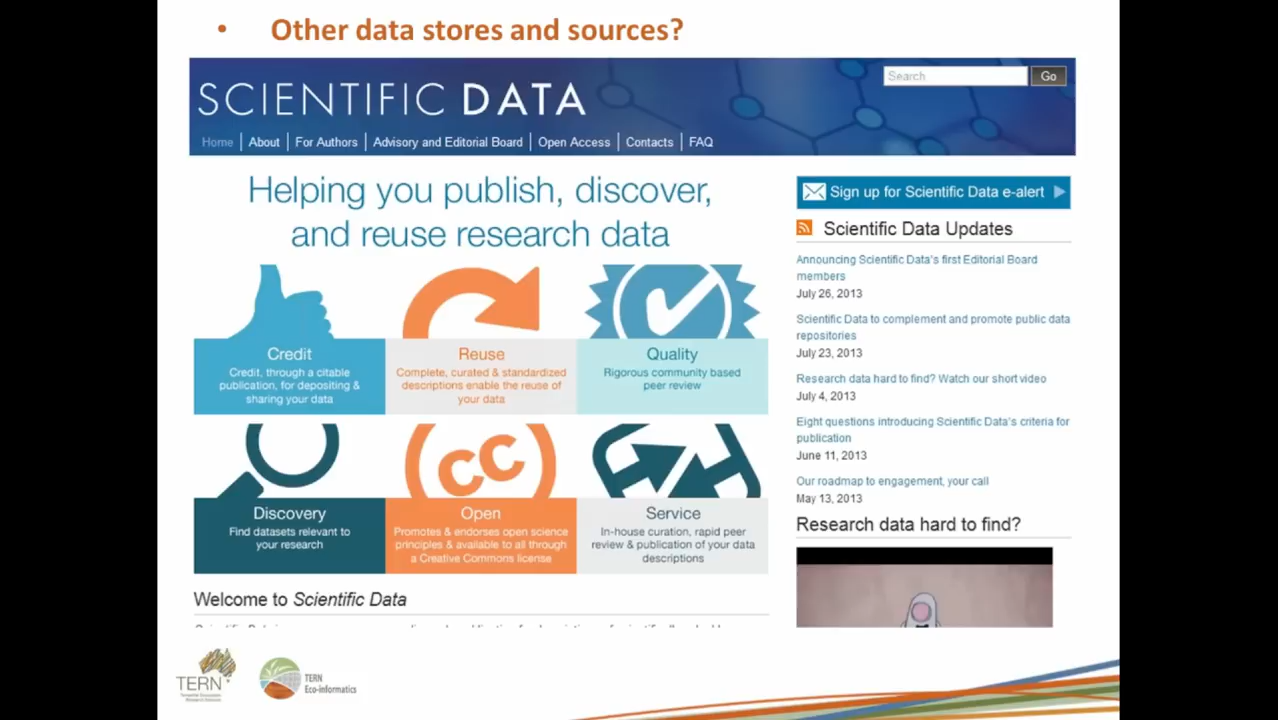 • Other data stores and sources?
SCIENTIFIC DATA
Search
Go
Home
About
For Authors
Advisory and Editorial Board
Open Access
Contacts
FAQ
Helping you publish, discover,
and reuse research data
Credit
Credit, through a citable
publication, for depositing &
sharing your data
Reuse
Complete, curated & standardized
descriptions enable the reuse of
your data
Quality
Rigorous community based
peer review
Discovery
Find datasets relevant to
your research
CC
Open
Promotes & endorses open science
principles & available to all through
a Creative Commons license
Service
In-house curation, rapid peer
review & publication of your data
descriptions
Welcome to Scientific Data
Sign up for Scientific Data e-alert
Scientific Data Updates
Announcing Scientific Data's first Editorial Board
members
July 26, 2013
Scientific Data to complement and promote public data
repositories
July 23, 2013
Research data hard to find? Watch our short video
July 4, 2013
Eight questions introducing Scientific Data's criteria for
publication
June 11, 2013
Our roadmap to engagement, your call
May 13, 2013
Research data hard to find?
TERN
TERN
Eco-informatics